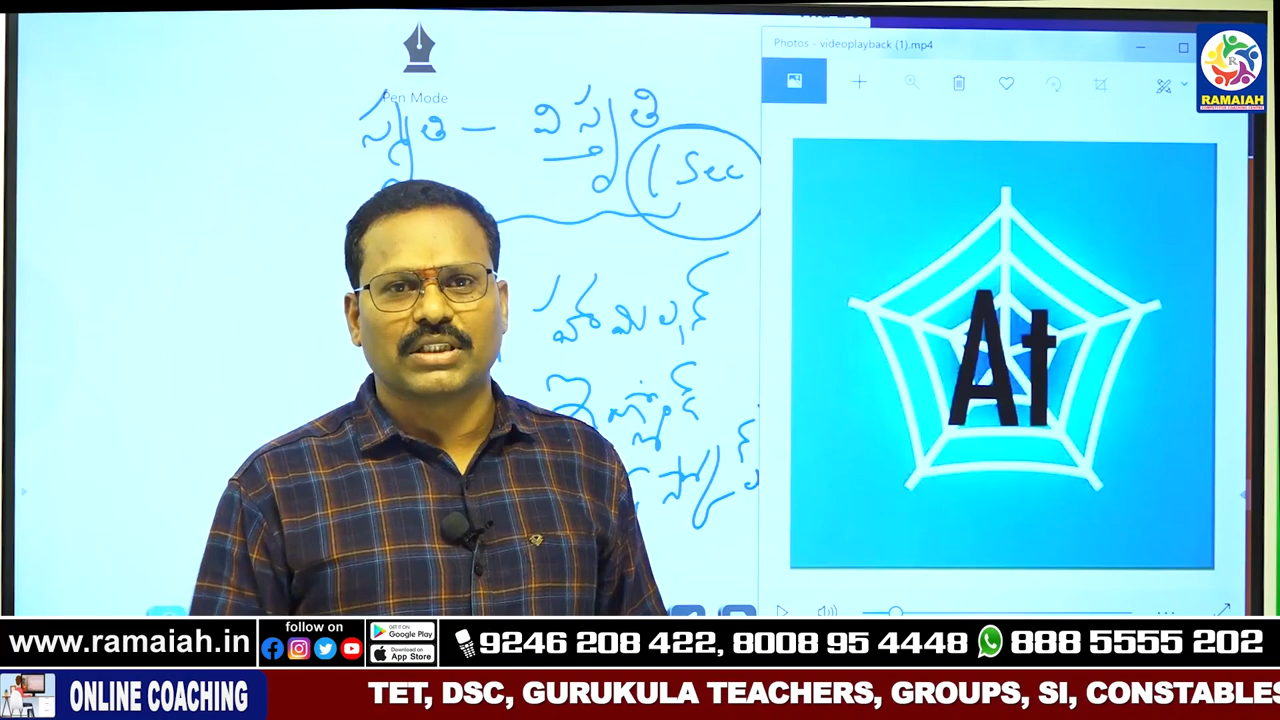 Photos - videoplayback (1).mp4
Pen Mode
స్మృతి - విస్మృతి
1 Sec
హామిల్టన్
At
RAMAIAH
www.ramaiah.in
follow on
GET IT ON
Google Play
Download on
App Store
9246 208 422, 8008 95 4448
888 5555 202
ONLINE COACHING
TET, DSC, GURUKULA TEACHERS, GROUPS, SI, CONSTABLES